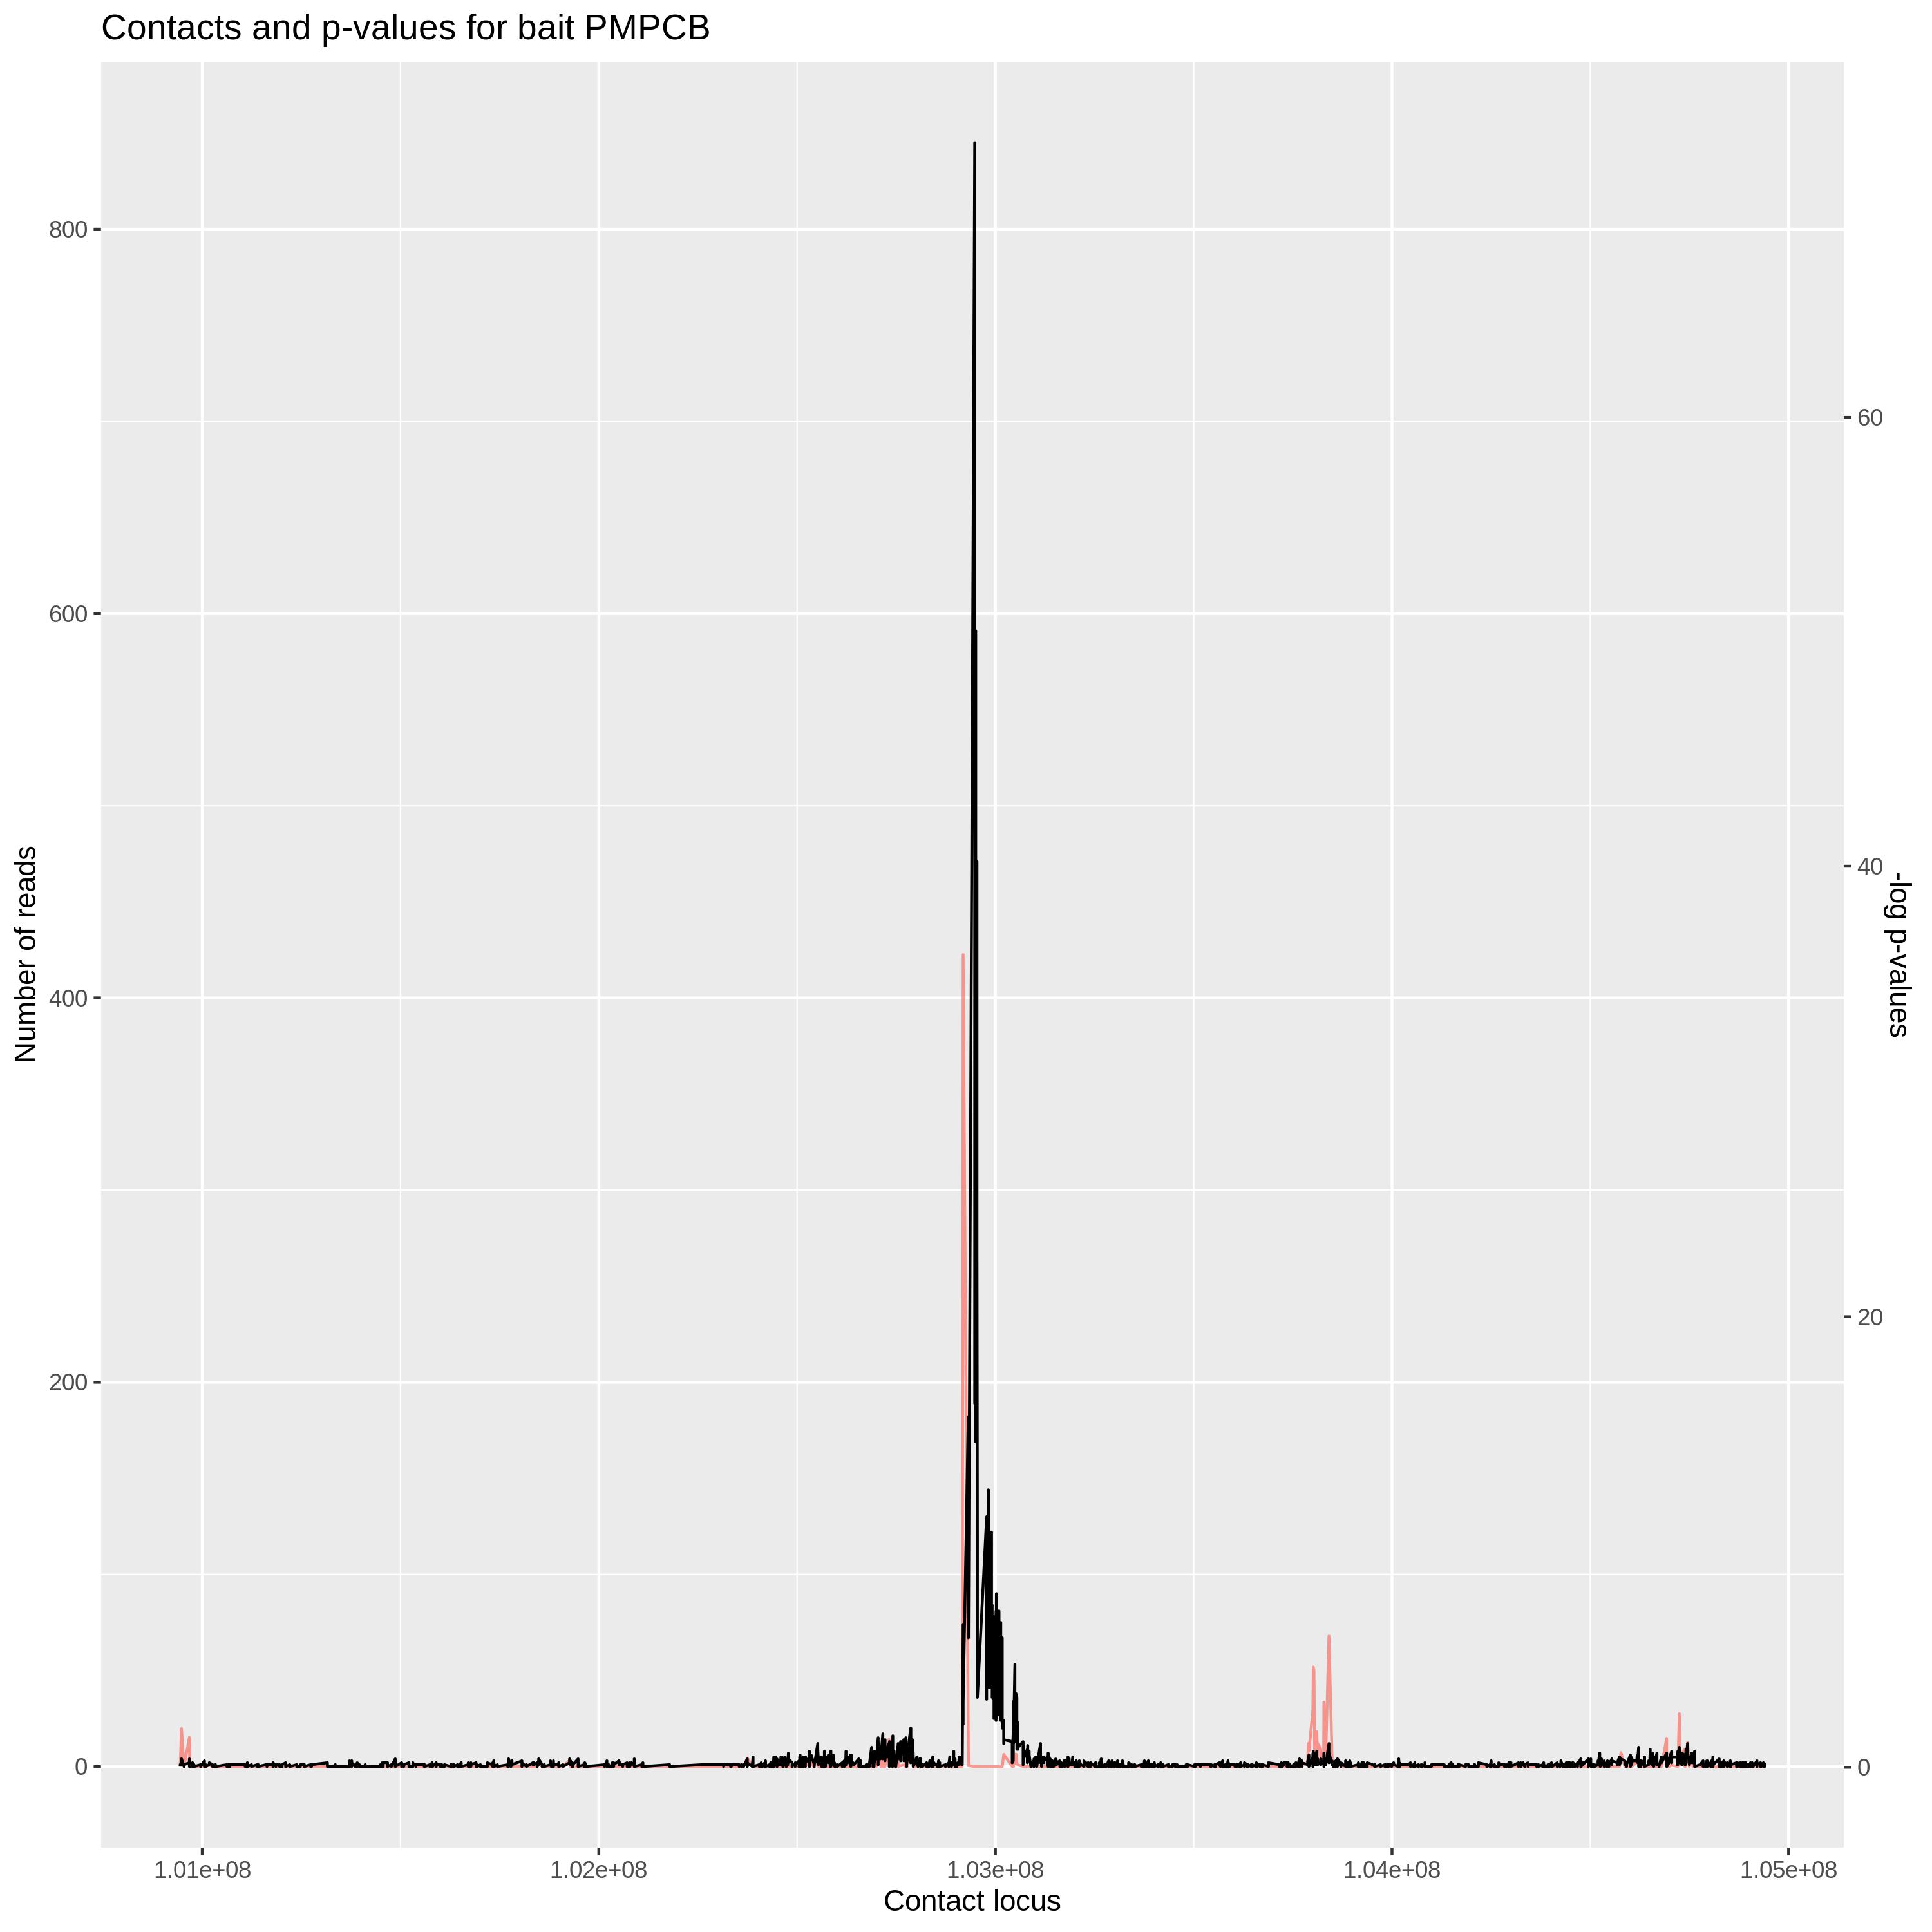 Contacts and p-values for bait PMPCB
800
600
400
200
0
Number of reads
60
40
20
0
-log p-values
1.01e+08
1.02e+08
1.03e+08
1.04e+08
1.05e+08
Contact locus